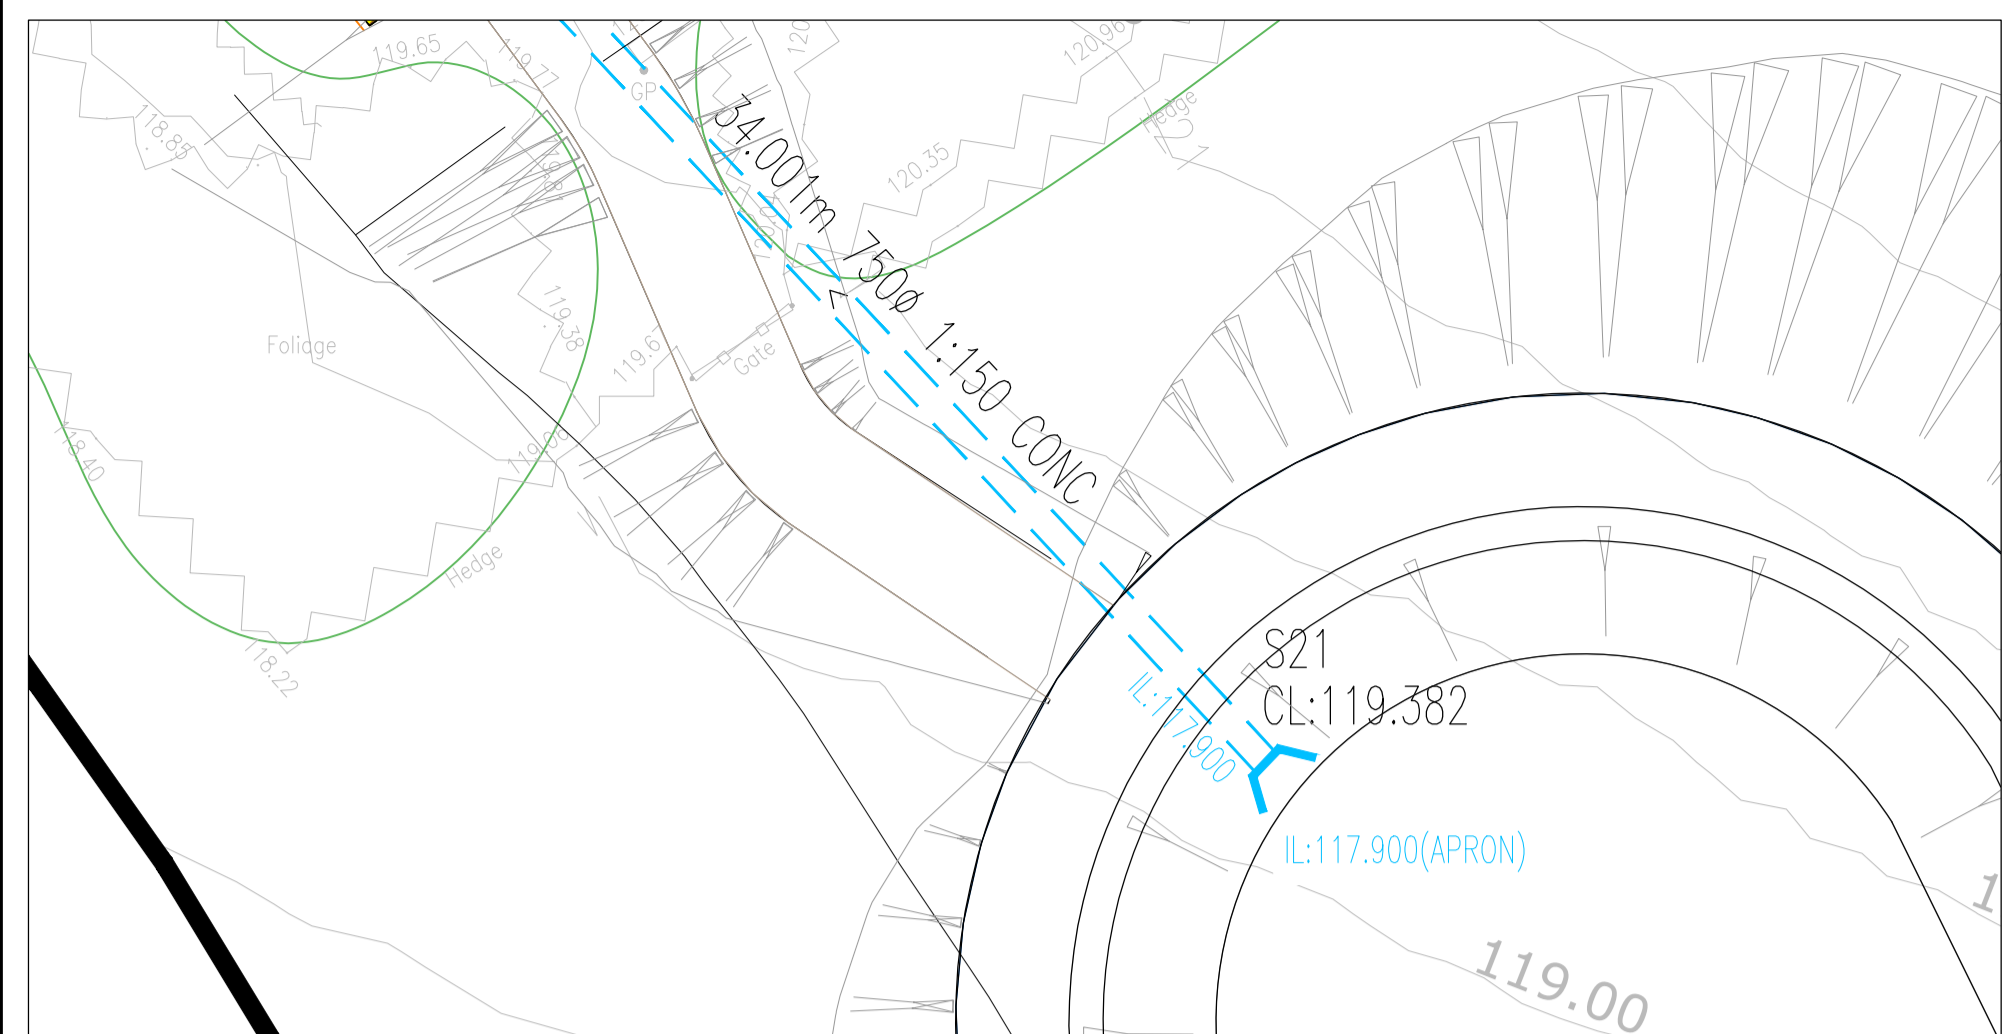 119.65
119.77
120.96
GP
Hedge
118.85
120.35
34.001m 750ø 1:150 CONC
Foliage
119.38
119.6
Gate
118.40
119.00
Hedge
118.22
S21
CL:119.382
IL:117.900
IL:117.900(APRON)
119.00